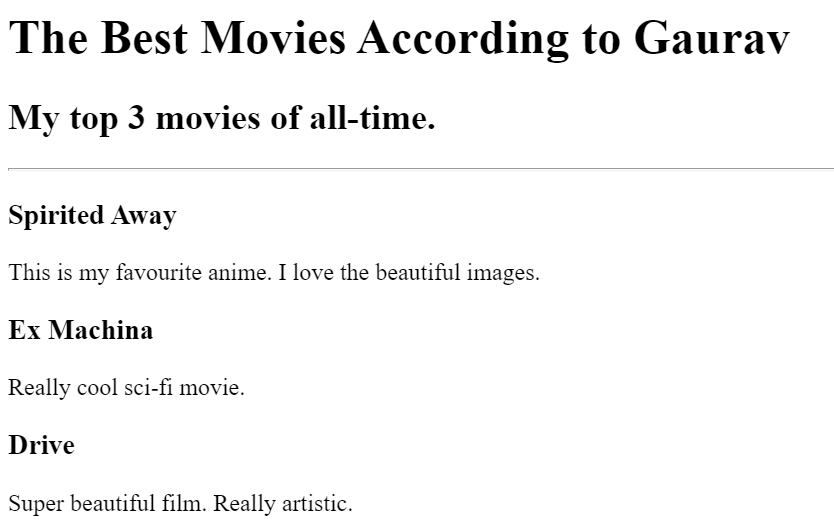 The Best Movies According to Gaurav
My top 3 movies of all-time.
Spirited Away
This is my favourite anime. I love the beautiful images.
Ex Machina
Really cool sci-fi movie.
Drive
Super beautiful film. Really artistic.